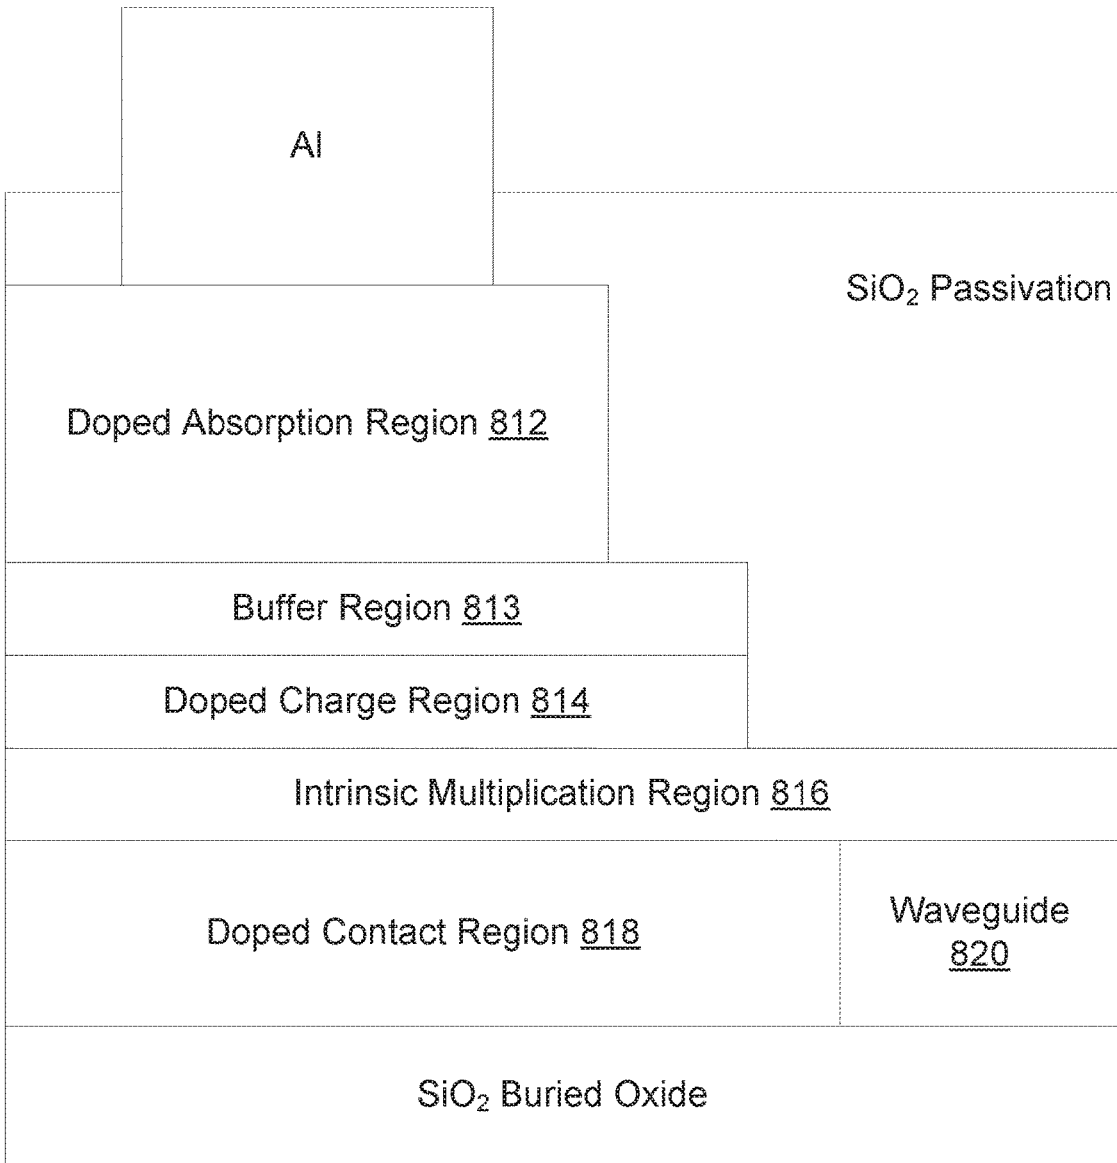 Al
SiO₂ Passivation
Doped Absorption Region 812
Buffer Region 813
Doped Charge Region 814
Intrinsic Multiplication Region 816
Doped Contact Region 818
Waveguide
820
SiO₂ Buried Oxide